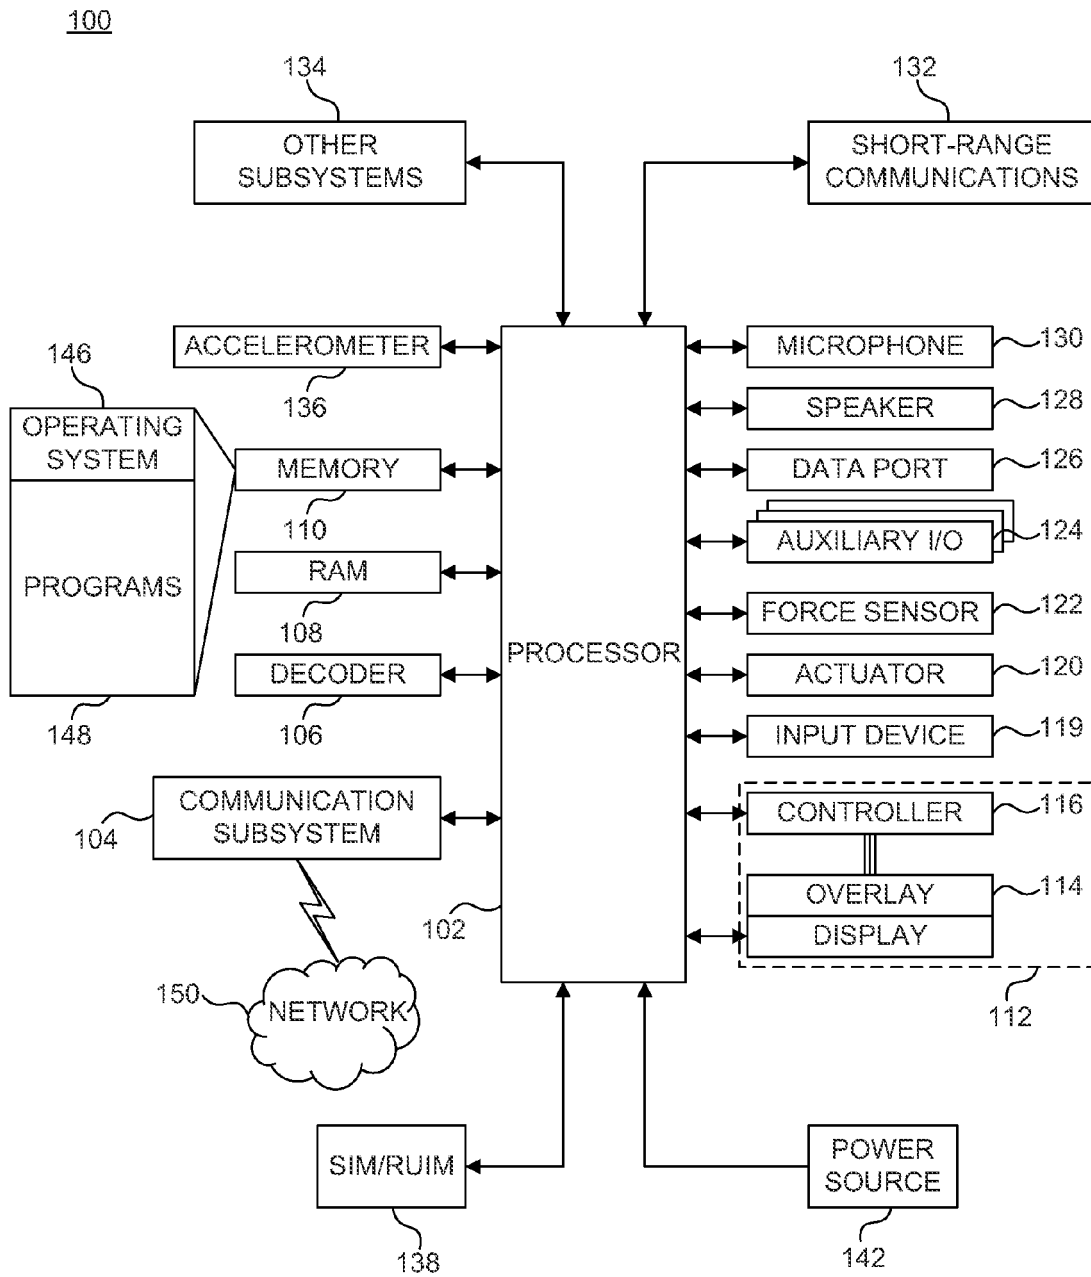 100
134
132
OTHER
SUBSYSTEMS
SHORT-RANGE
COMMUNICATIONS
ACCELEROMETER
136
MICROPHONE
130
146
OPERATING
SYSTEM
SPEAKER
128
MEMORY
110
DATA PORT
126
AUXILIARY I/O
124
PROGRAMS
148
RAM
108
FORCE SENSOR
122
PROCESSOR
102
DECODER
106
ACTUATOR
120
INPUT DEVICE
119
COMMUNICATION
SUBSYSTEM
104
CONTROLLER
116
OVERLAY
114
DISPLAY
112
150
NETWORK
SIM/RUIM
138
POWER
SOURCE
142